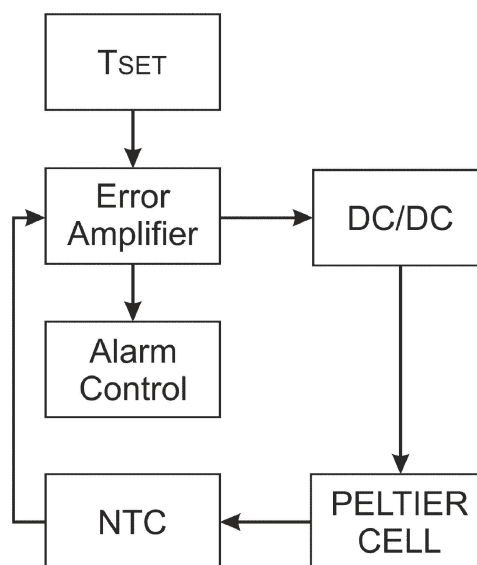 TSET
Error
Amplifier
DC/DC
Alarm
Control
NTC
PELTIER
CELL